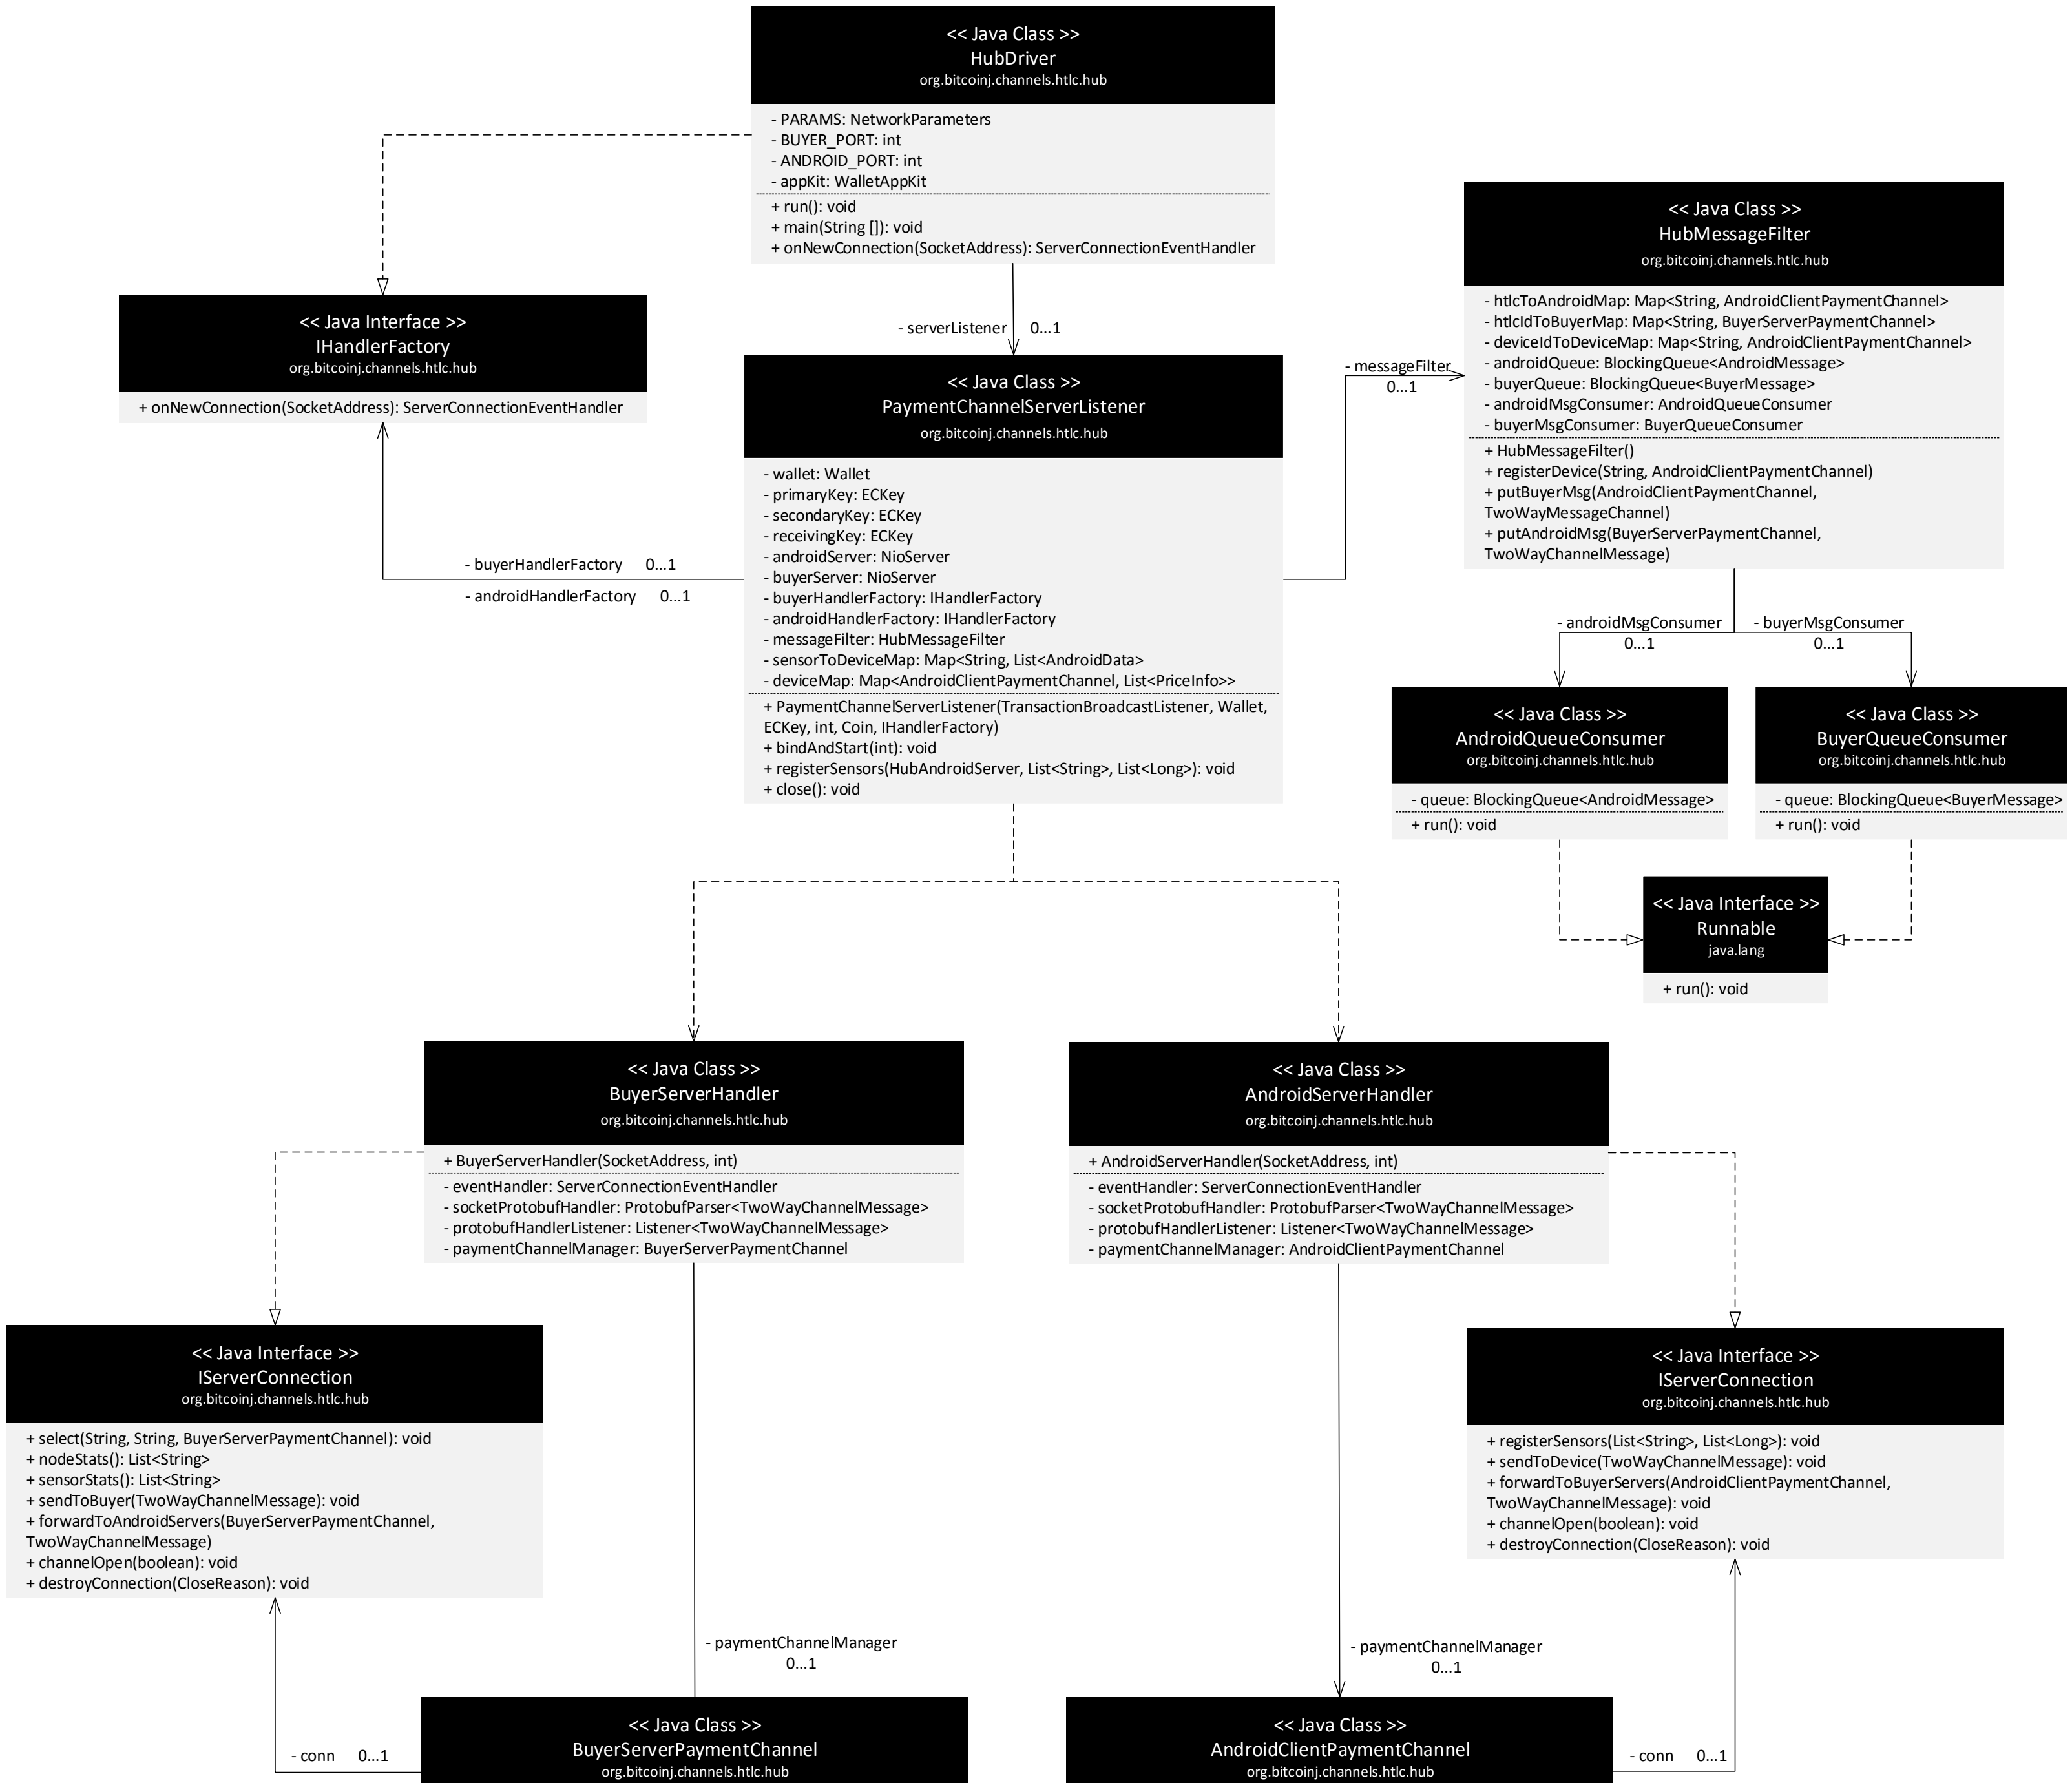 << Java Class >>
HubDriver
org.bitcoinj.channels.htlc.hub
- PARAMS: NetworkParameters
- BUYER_PORT: int
- ANDROID_PORT: int
- appKit: WalletAppKit
+ run(): void
+ main(String []): void
+ onNewConnection(SocketAddress): ServerConnectionEventHandler
<< Java Class >>
HubMessageFilter
org.bitcoinj.channels.htlc.hub
- htlcToAndroidMap: Map<String, AndroidClientPaymentChannel>
- htlcIdToBuyerMap: Map<String, BuyerServerPaymentChannel>
- deviceIdToDeviceMap: Map<String, AndroidClientPaymentChannel>
- androidQueue: BlockingQueue<AndroidMessage>
- buyerQueue: BlockingQueue<BuyerMessage>
- androidMsgConsumer: AndroidQueueConsumer
- buyerMsgConsumer: BuyerQueueConsumer
+ HubMessageFilter()
+ registerDevice(String, AndroidClientPaymentChannel)
+ putBuyerMsg(AndroidClientPaymentChannel,
TwoWayMessageChannel)
+ putAndroidMsg(BuyerServerPaymentChannel,
TwoWayChannelMessage)
<< Java Interface >>
IHandlerFactory
org.bitcoinj.channels.htlc.hub
+ onNewConnection(SocketAddress): ServerConnectionEventHandler
- serverListener 0...1
- messageFilter
0...1
<< Java Class >>
PaymentChannelServerListener
org.bitcoinj.channels.htlc.hub
- wallet: Wallet
- primaryKey: ECKey
- secondaryKey: ECKey
- receivingKey: ECKey
- androidServer: NioServer
- buyerServer: NioServer
- buyerHandlerFactory: IHandlerFactory
- androidHandlerFactory: IHandlerFactory
- messageFilter: HubMessageFilter
- sensorToDeviceMap: Map<String, List<AndroidData>
- deviceMap: Map<AndroidClientPaymentChannel, List<PriceInfo>>
+ PaymentChannelServerListener(TransactionBroadcastListener, Wallet,
ECKey, int, Coin, IHandlerFactory)
+ bindAndStart(int): void
+ registerSensors(HubAndroidServer, List<String>, List<Long>): void
+ close(): void
- buyerHandlerFactory 0...1
- androidHandlerFactory 0...1
- androidMsgConsumer
0...1
- buyerMsgConsumer
0...1
<< Java Class >>
AndroidQueueConsumer
org.bitcoinj.channels.htlc.hub
- queue: BlockingQueue<AndroidMessage>
+ run(): void
<< Java Class >>
BuyerQueueConsumer
org.bitcoinj.channels.htlc.hub
- queue: BlockingQueue<BuyerMessage>
+ run(): void
<< Java Interface >>
Runnable
java.lang
+ run(): void
<< Java Class >>
BuyerServerHandler
org.bitcoinj.channels.htlc.hub
+ BuyerServerHandler(SocketAddress, int)
- eventHandler: ServerConnectionEventHandler
- socketProtobufHandler: ProtobufParser<TwoWayChannelMessage>
- protobufHandlerListener: Listener<TwoWayChannelMessage>
- paymentChannelManager: BuyerServerPaymentChannel
<< Java Class >>
AndroidServerHandler
org.bitcoinj.channels.htlc.hub
+ AndroidServerHandler(SocketAddress, int)
- eventHandler: ServerConnectionEventHandler
- socketProtobufHandler: ProtobufParser<TwoWayChannelMessage>
- protobufHandlerListener: Listener<TwoWayChannelMessage>
- paymentChannelManager: AndroidClientPaymentChannel
<< Java Interface >>
IServerConnection
org.bitcoinj.channels.htlc.hub
+ select(String, String, BuyerServerPaymentChannel): void
+ nodeStats(): List<String>
+ sensorStats(): List<String>
+ sendToBuyer(TwoWayChannelMessage): void
+ forwardToAndroidServers(BuyerServerPaymentChannel,
TwoWayChannelMessage)
+ channelOpen(boolean): void
+ destroyConnection(CloseReason): void
<< Java Interface >>
IServerConnection
org.bitcoinj.channels.htlc.hub
+ registerSensors(List<String>, List<Long>): void
+ sendToDevice(TwoWayChannelMessage): void
+ forwardToBuyerServers(AndroidClientPaymentChannel,
TwoWayChannelMessage): void
+ channelOpen(boolean): void
+ destroyConnection(CloseReason): void
- paymentChannelManager
0...1
- paymentChannelManager
0...1
- conn 0...1
<< Java Class >>
BuyerServerPaymentChannel
org.bitcoinj.channels.htlc.hub
<< Java Class >>
AndroidClientPaymentChannel
org.bitcoinj.channels.htlc.hub
- conn 0...1